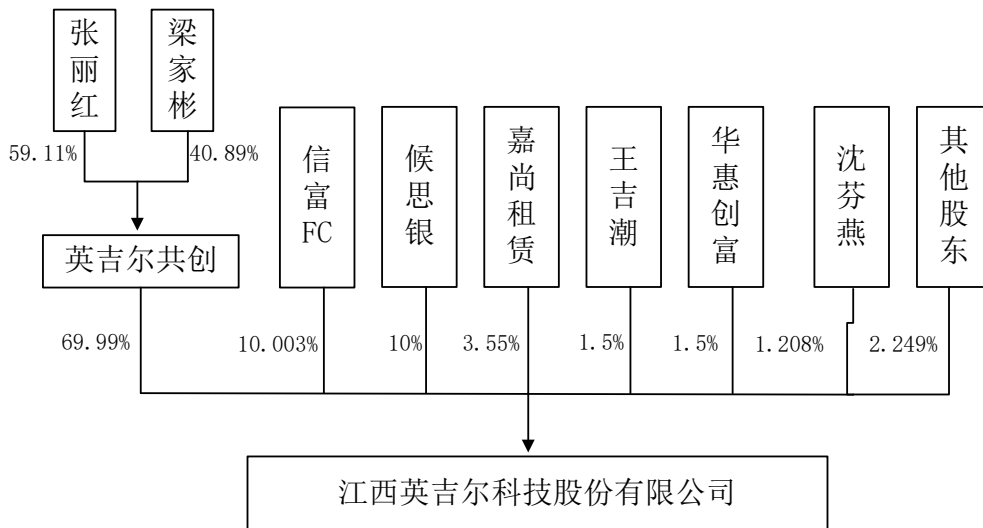 张丽红
梁家彬
59.11%
40.89%
英吉尔共创
信富FC
候思银
嘉尚租赁
王吉潮
华惠创富
沈芬燕
其他股东
69.99%
10.003%
10%
3.55%
1.5%
1.5%
1.208%
2.249%
江西英吉尔科技股份有限公司